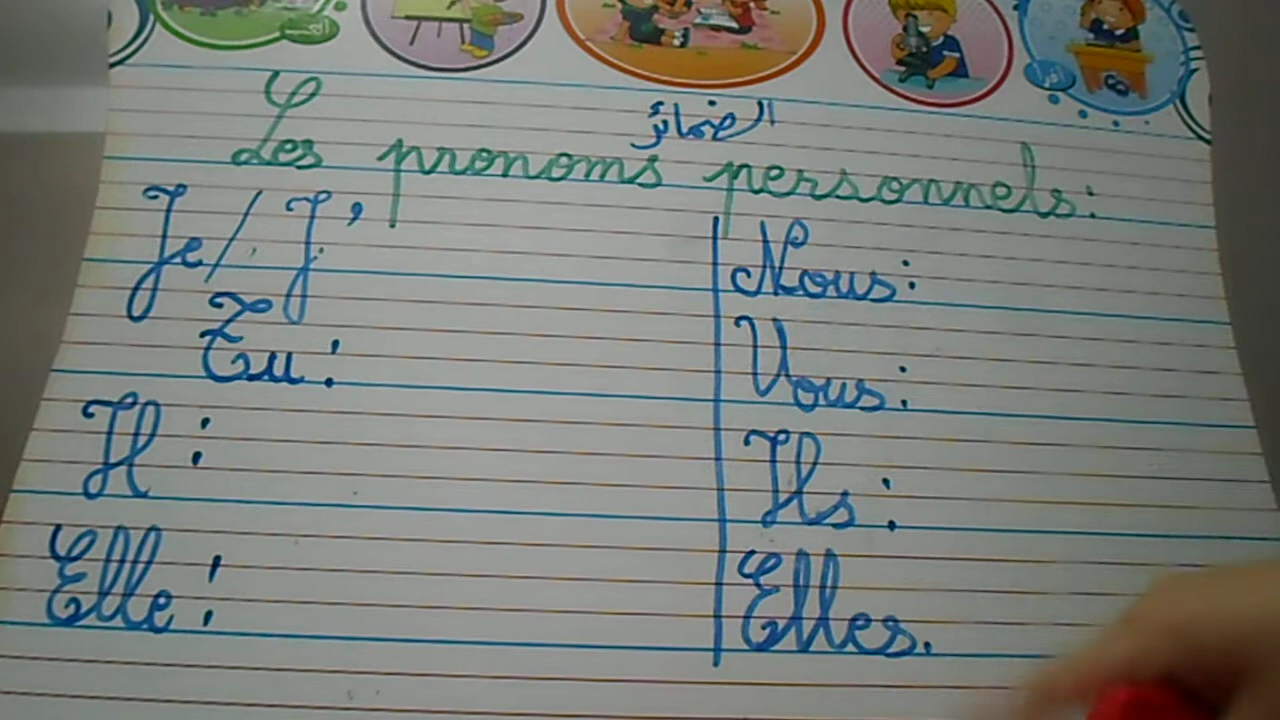 الضمائر
Les pronoms personnels:
Je / J'
Tu :
Il :
Elle :
Nous :
Vous :
Ils :
Elles.